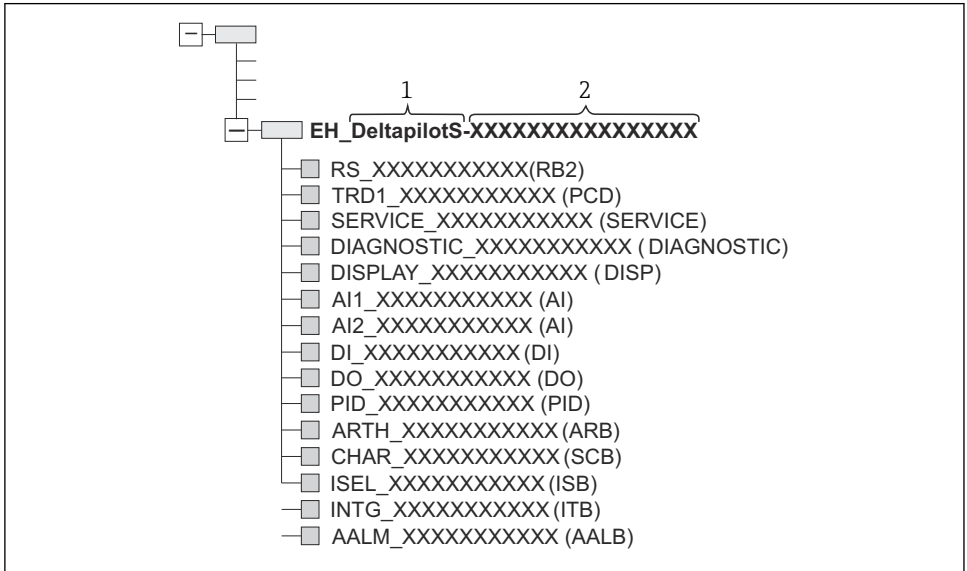 1 2
EH_DeltapilotS-XXXXXXXXXXXXXXXX
RS_XXXXXXXXXXX(RB2)
TRD1_XXXXXXXXXXX (PCD)
SERVICE_XXXXXXXXXXX (SERVICE)
DIAGNOSTIC_XXXXXXXXXXX (DIAGNOSTIC)
DISPLAY_XXXXXXXXXXX (DISP)
AI1_XXXXXXXXXXX (AI)
AI2_XXXXXXXXXXX (AI)
DI_XXXXXXXXXXX (DI)
DO_XXXXXXXXXXX (DO)
PID_XXXXXXXXXXX (PID)
ARTH_XXXXXXXXXXX (ARB)
CHAR_XXXXXXXXXXX (SCB)
ISEL_XXXXXXXXXXX (ISB)
INTG_XXXXXXXXXXX (ITB)
AALM_XXXXXXXXXXX (AALB)